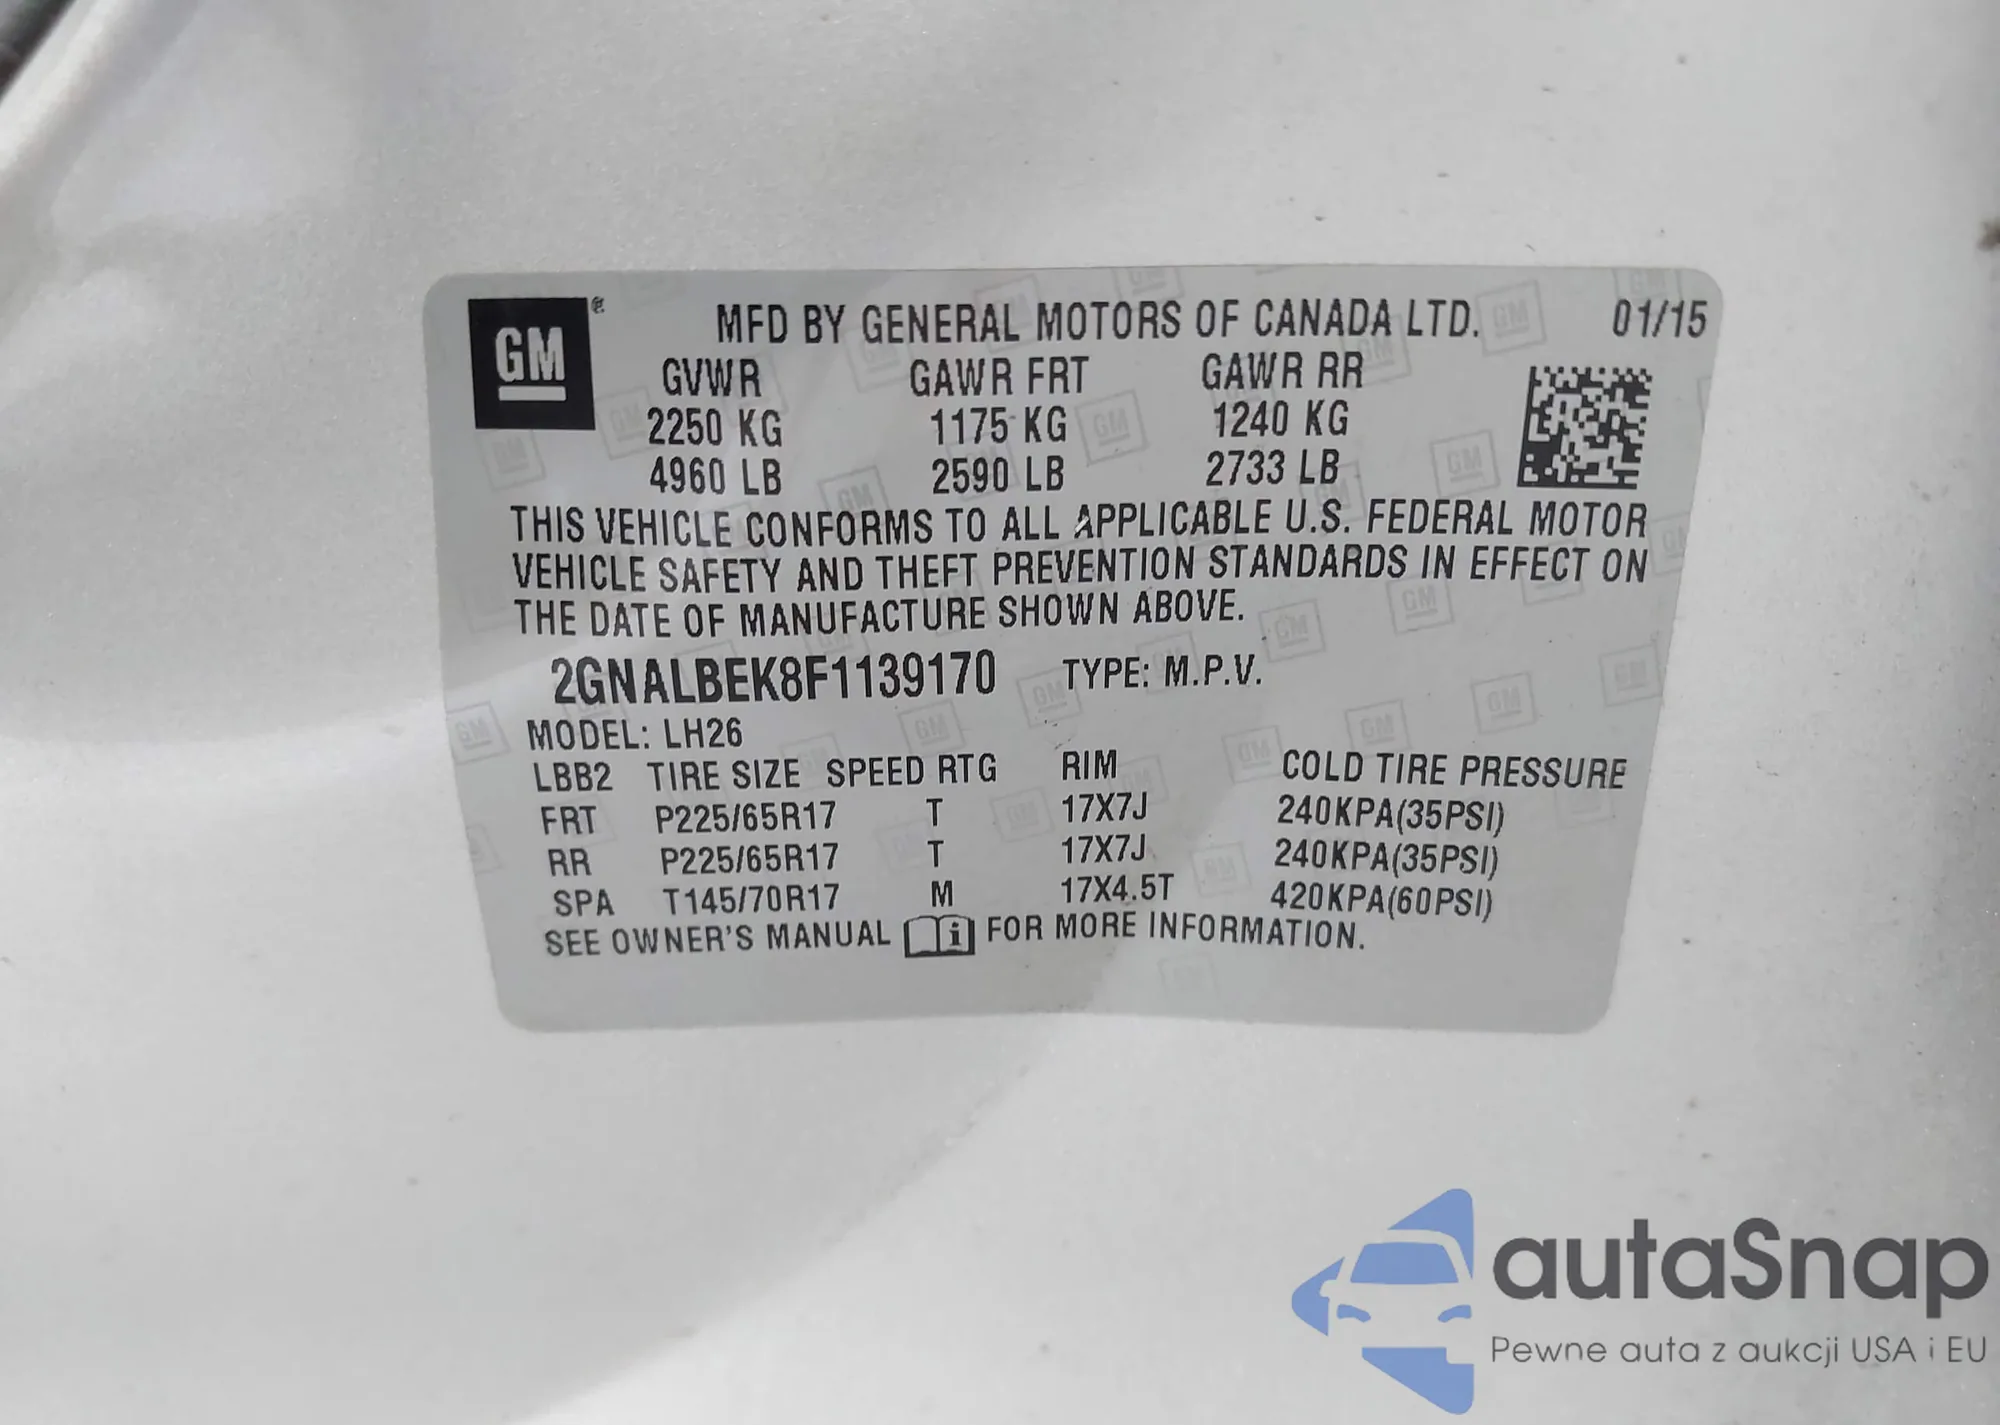 GM ® MFD BY GENERAL MOTORS OF CANADA LTD. 01/15
GVWR GAWR FRT GAWR RR
2250 KG 1175 KG 1240 KG
4960 LB 2590 LB 2733 LB
THIS VEHICLE CONFORMS TO ALL APPLICABLE U.S. FEDERAL MOTOR
VEHICLE SAFETY AND THEFT PREVENTION STANDARDS IN EFFECT ON
THE DATE OF MANUFACTURE SHOWN ABOVE.
2GNALBEK8F1139170 TYPE: M.P.V.
MODEL: LH26
LBB2 TIRE SIZE SPEED RTG RIM COLD TIRE PRESSURE
FRT P225/65R17 T 17X7J 240KPA(35PSI)
RR P225/65R17 T 17X7J 240KPA(35PSI)
SPA T145/70R17 M 17X4.5T 420KPA(60PSI)
SEE OWNER'S MANUAL i FOR MORE INFORMATION.
autaSnap
Pewne auta z aukcji USA i EU